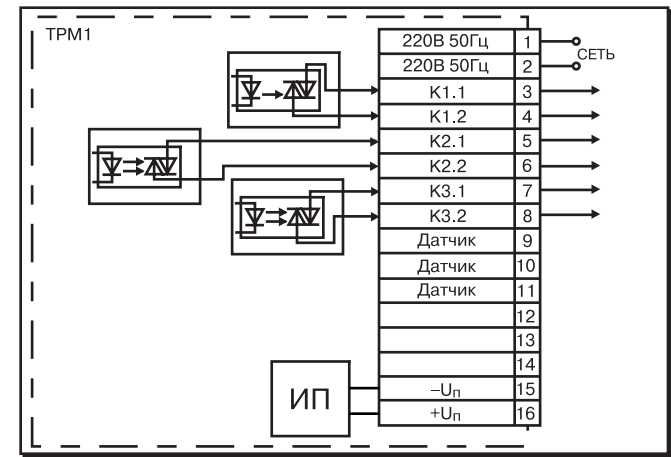 ТРМ1
220В 50Гц 1
СЕТЬ
220В 50Гц 2
К1.1 3
К1.2 4
К2.1 5
К2.2 6
К3.1 7
К3.2 8
Датчик 9
Датчик 10
Датчик 11
12
13
14
ИП
–Uп 15
+Uп 16